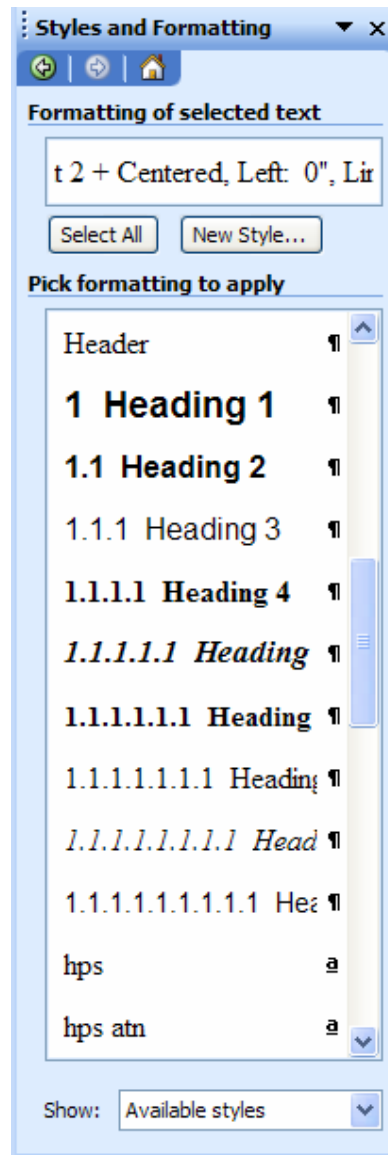 Styles and Formatting
Formatting of selected text
t 2 + Centered, Left: 0", Lir
Select All New Style...
Pick formatting to apply
Header ¶
1 Heading 1 ¶
1.1 Heading 2 ¶
1.1.1 Heading 3 ¶
1.1.1.1 Heading 4 ¶
1.1.1.1.1 Heading ¶
1.1.1.1.1.1 Heading ¶
1.1.1.1.1.1.1 Heading ¶
1.1.1.1.1.1.1.1 Head ¶
1.1.1.1.1.1.1.1.1 Hea ¶
hps a
hps atn a
Show: Available styles